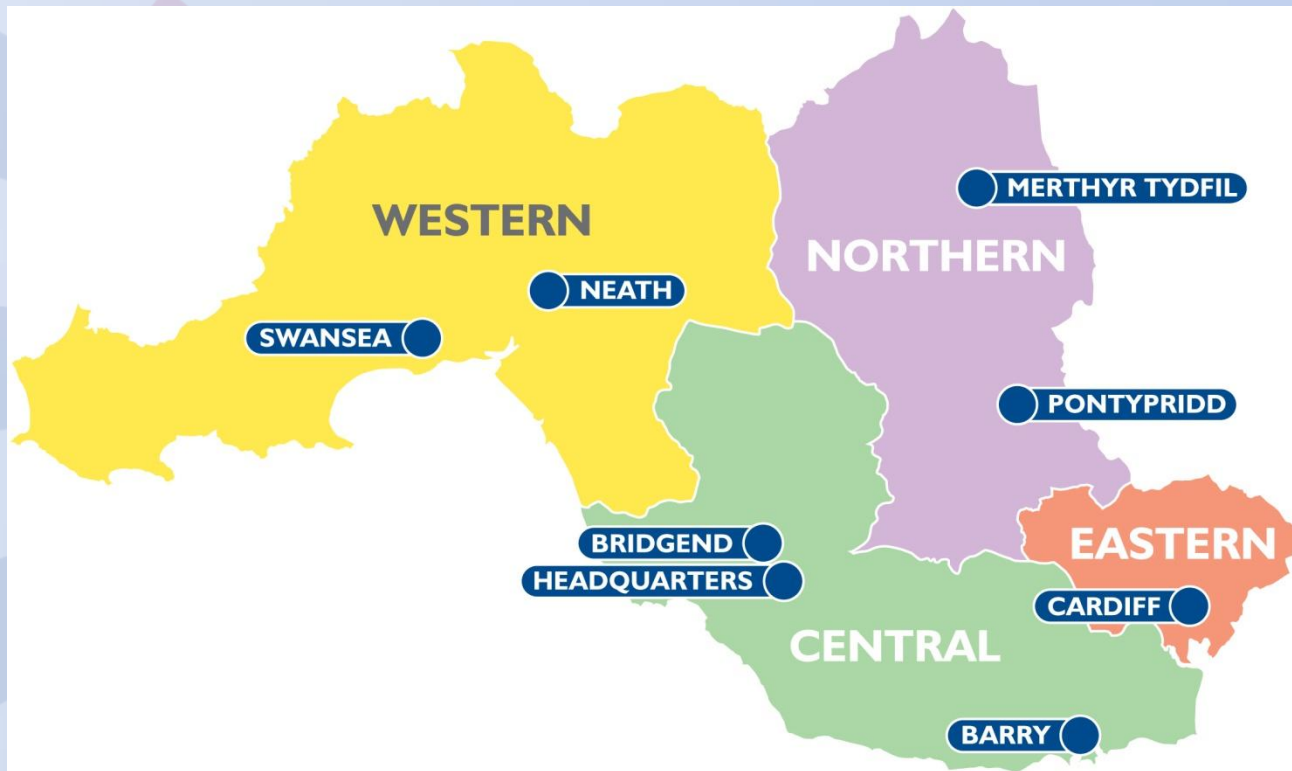 MERTHYR TYDFIL
WESTERN
NORTHERN
NEATH
SWANSEA
PONTYPRIDD
BRIDGEND
EASTERN
HEADQUARTERS
CARDIFF
CENTRAL
BARRY